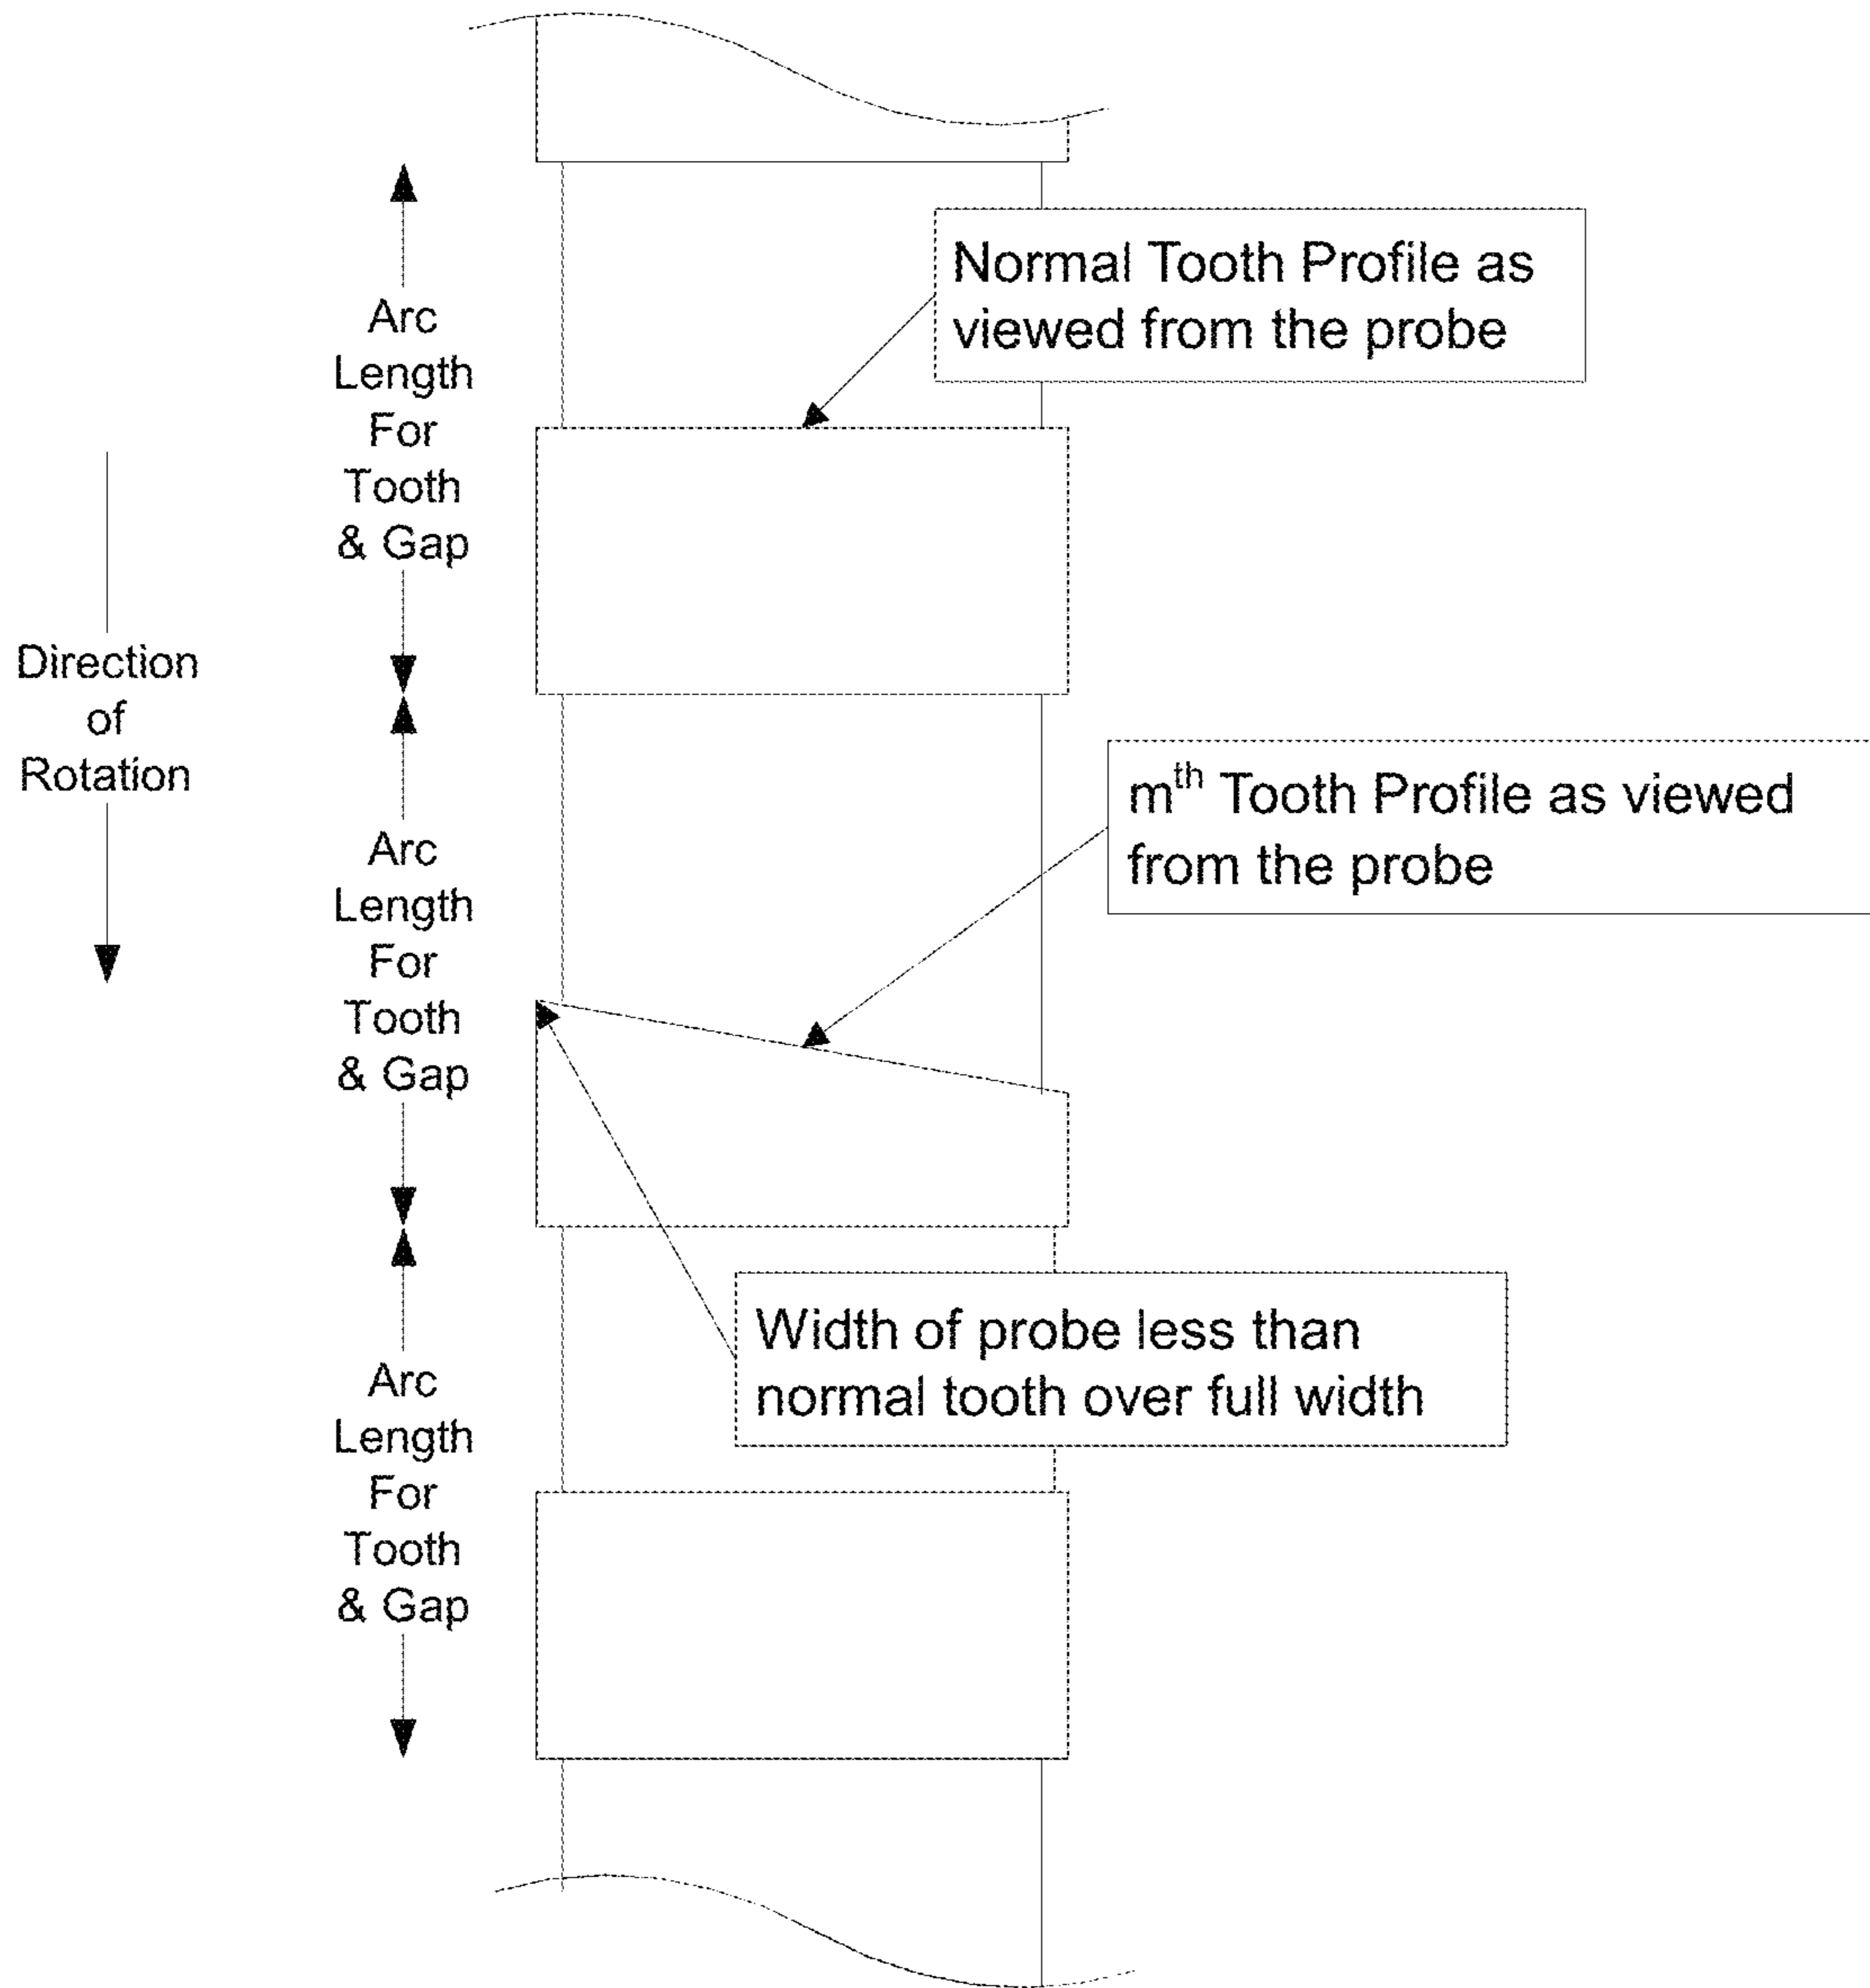 Normal Tooth Profile as
viewed from the probe
Arc
Length
For
Tooth
& Gap
Direction
of
Rotation
mth Tooth Profile as viewed
from the probe
Arc
Length
For
Tooth
& Gap
Width of probe less than
normal tooth over full width
Arc
Length
For
Tooth
& Gap